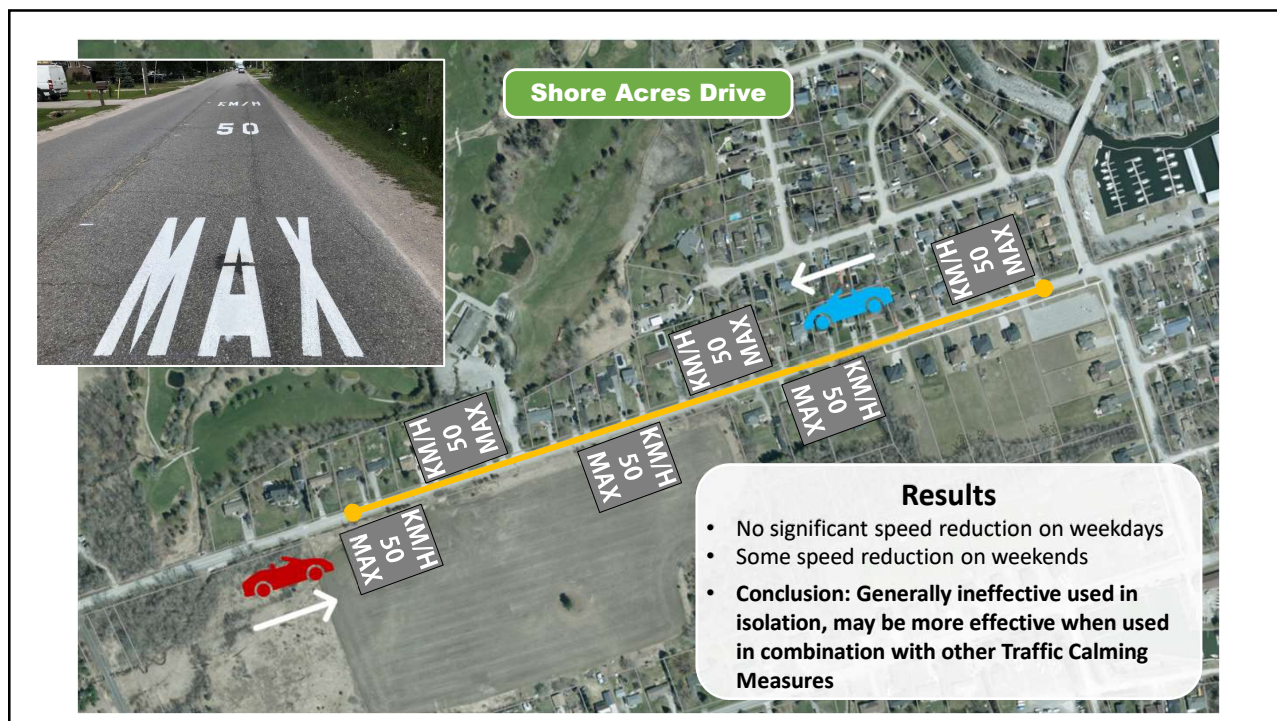 Shore Acres Drive
KM/H
50
MAX
KM/H
50
MAX
KM/H
50
MAX
KM/H
50
MAX
KM/H
50
MAX
KM/H
50
MAX
KM/H
50
MAX
Results
• No significant speed reduction on weekdays
• Some speed reduction on weekends
• Conclusion: Generally ineffective used in
isolation, may be more effective when used
in combination with other Traffic Calming
Measures